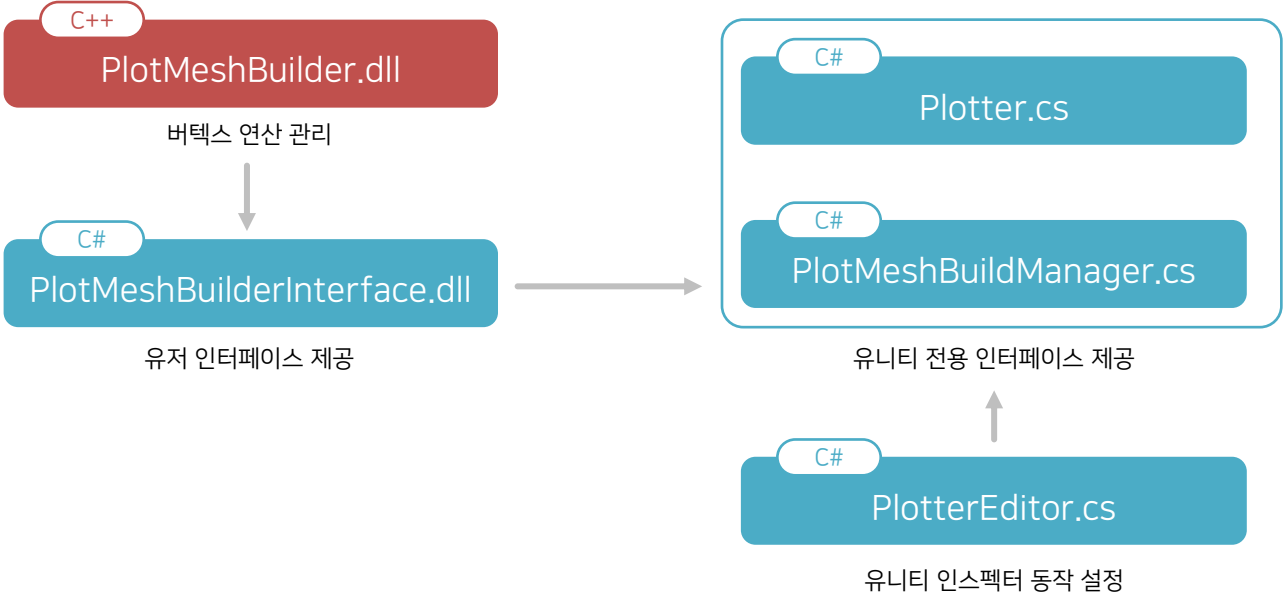 C++
PlotMeshBuilder.dll
버텍스 연산 관리
C#
PlotMeshBuilderInterface.dll
유저 인터페이스 제공
C#
Plotter.cs
C#
PlotMeshBuildManager.cs
유니티 전용 인터페이스 제공
C#
PlotterEditor.cs
유니티 인스펙터 동작 설정